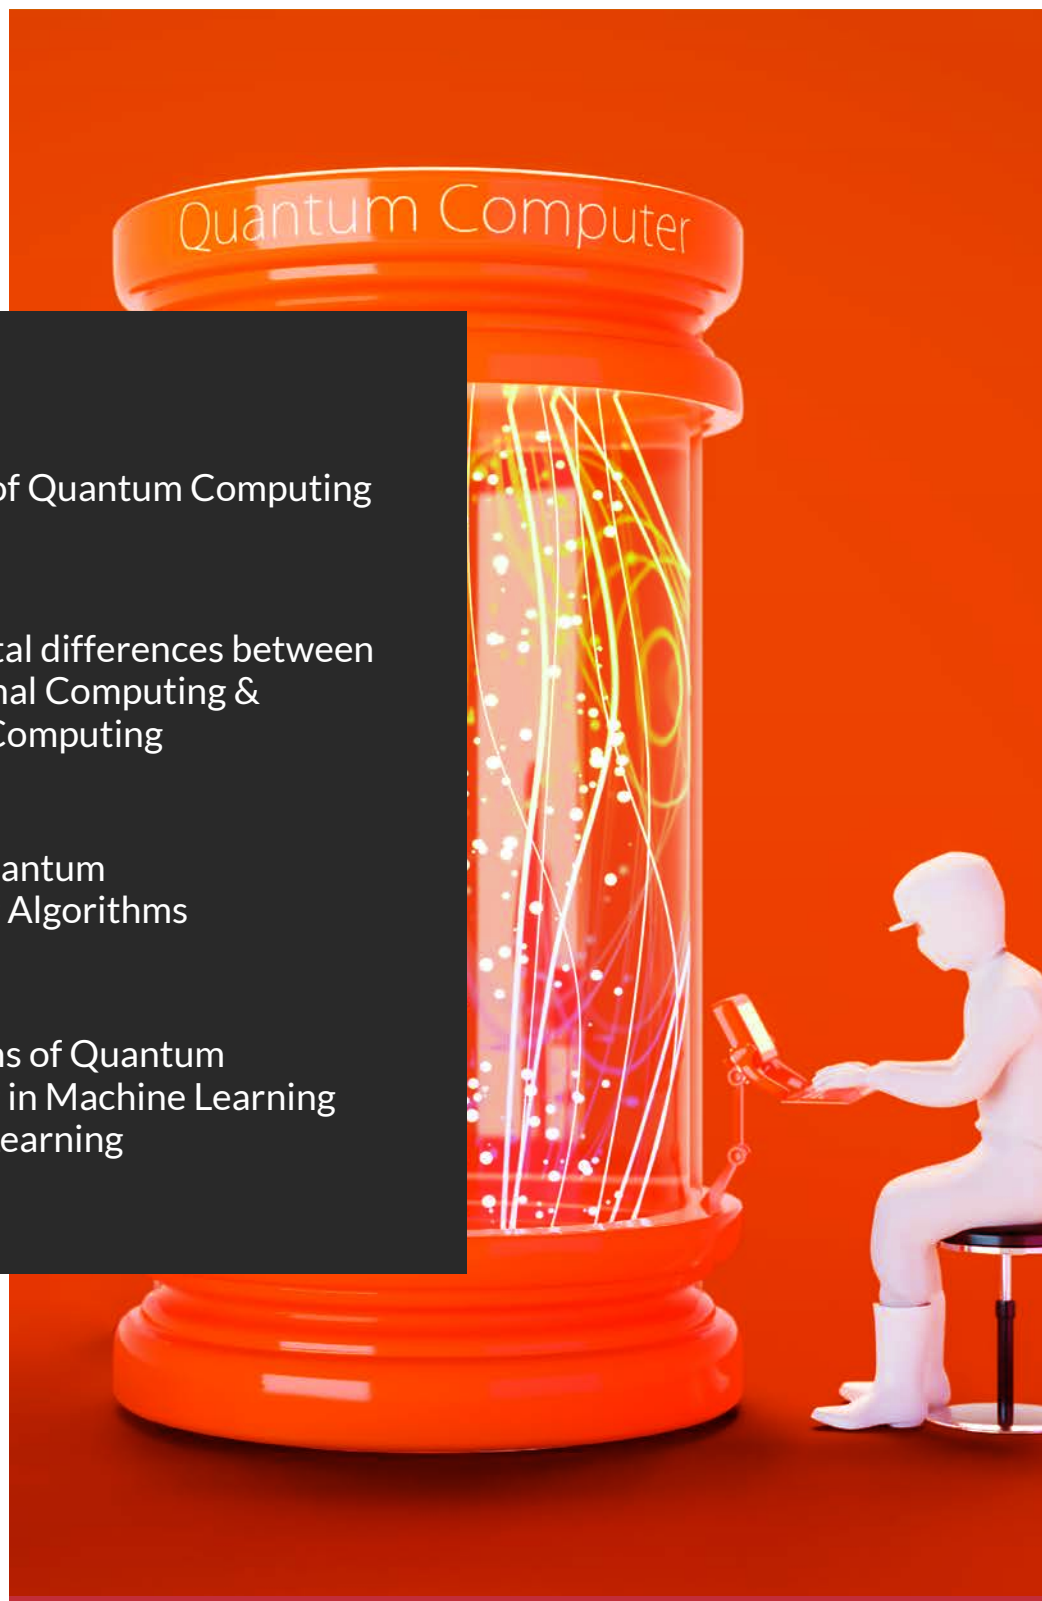 Quantum Computer
of Quantum Computing
tal differences between
nal Computing &
Computing
antum
Algorithms
ns of Quantum
in Machine Learning
earning